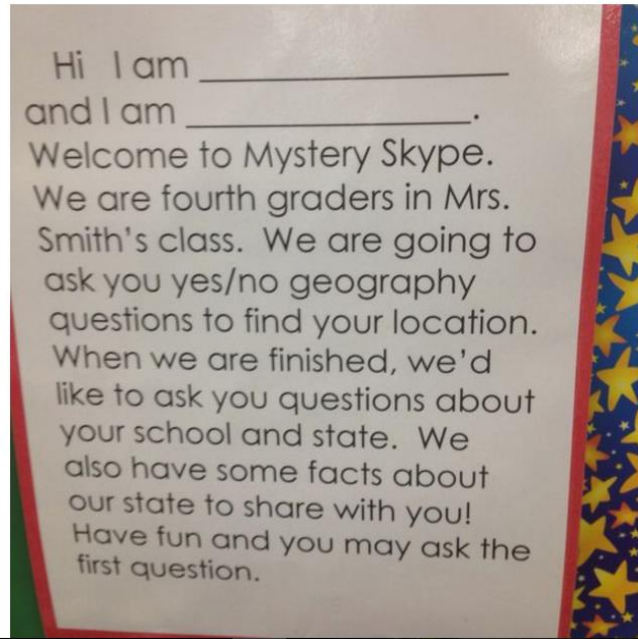 Hi I am ____________________
and I am ____________________.
Welcome to Mystery Skype.
We are fourth graders in Mrs.
Smith's class. We are going to
ask you yes/no geography
questions to find your location.
When we are finished, we'd
like to ask you questions about
your school and state. We
also have some facts about
our state to share with you!
Have fun and you may ask the
first question.